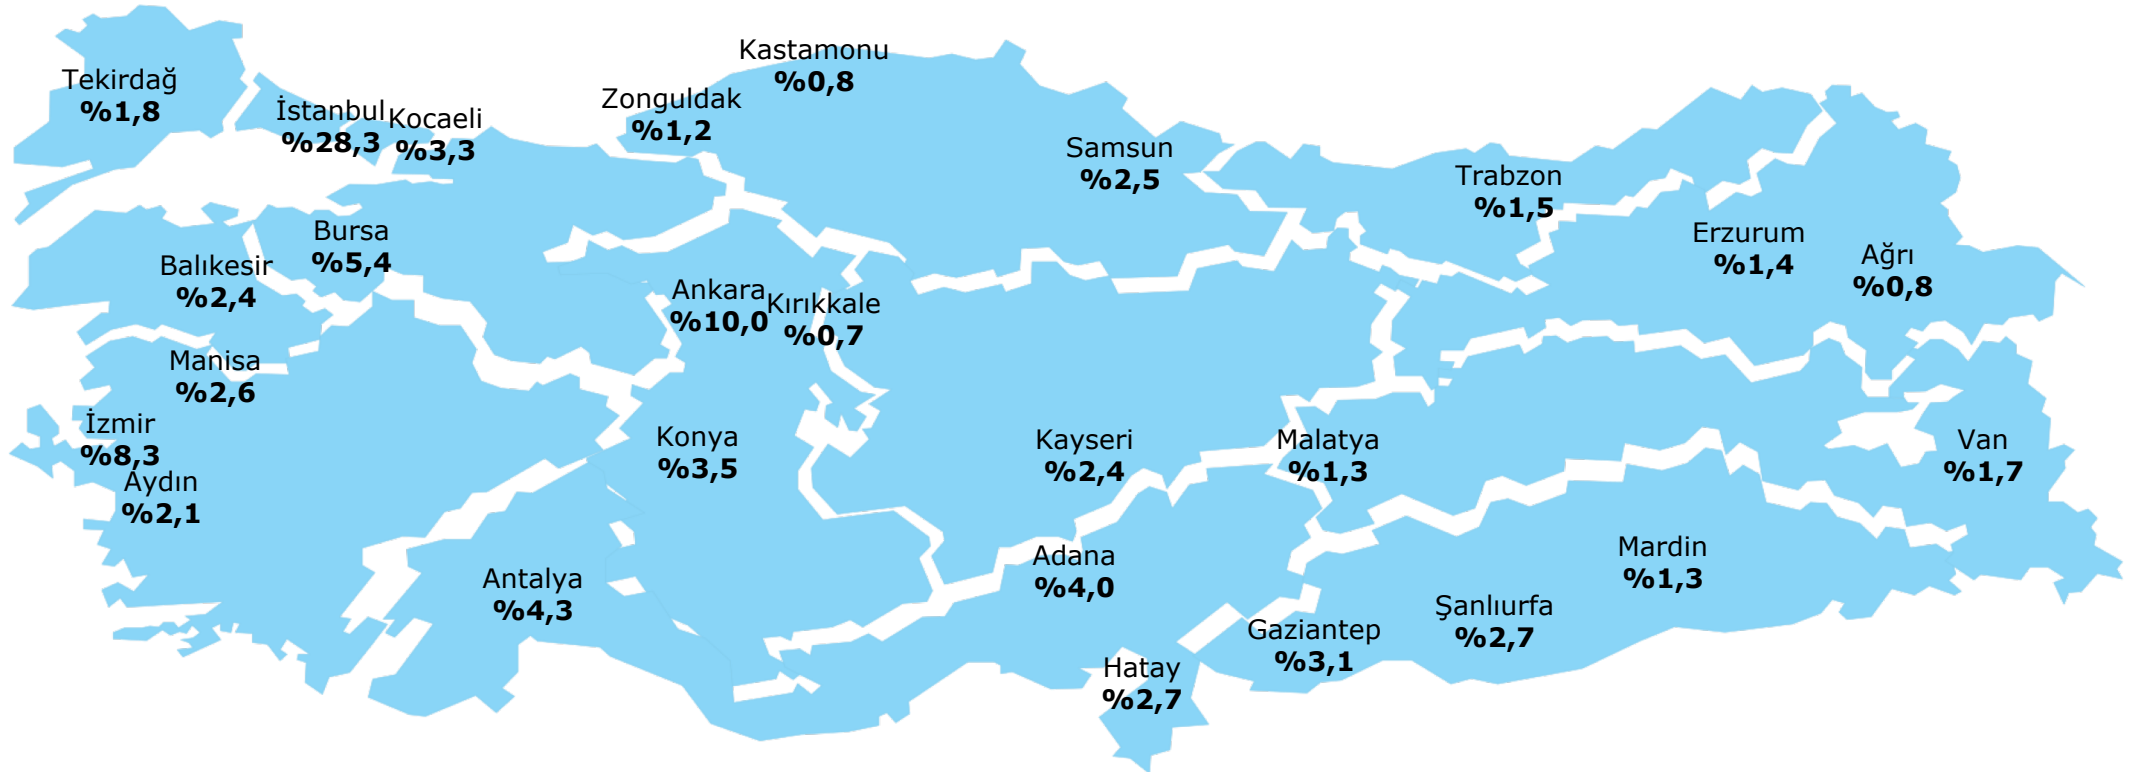 Kastamonu
%0,8
Tekirdağ
%1,8
Zonguldak
%1,2
İstanbul
%28,3
Kocaeli
%3,3
Samsun
%2,5
Trabzon
%1,5
Bursa
%5,4
Erzurum
%1,4
Ağrı
%0,8
Balıkesir
%2,4
Ankara
%10,0
Kırıkkale
%0,7
Manisa
%2,6
İzmir
%8,3
Konya
%3,5
Kayseri
%2,4
Malatya
%1,3
Van
%1,7
Aydın
%2,1
Mardin
%1,3
Adana
%4,0
Antalya
%4,3
Şanlıurfa
%2,7
Gaziantep
%3,1
Hatay
%2,7